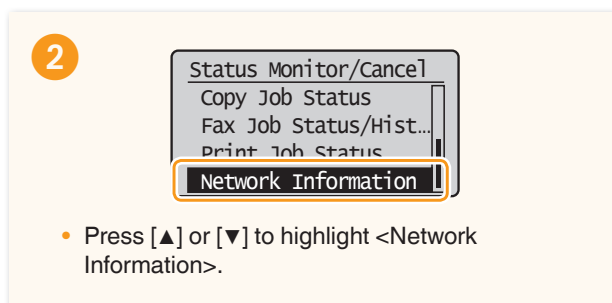 2
Status Monitor/Cancel
Copy Job Status
Fax Job Status/Hist…
Print Job Status
Network Information
• Press [▲] or [▼] to highlight <Network
Information>.